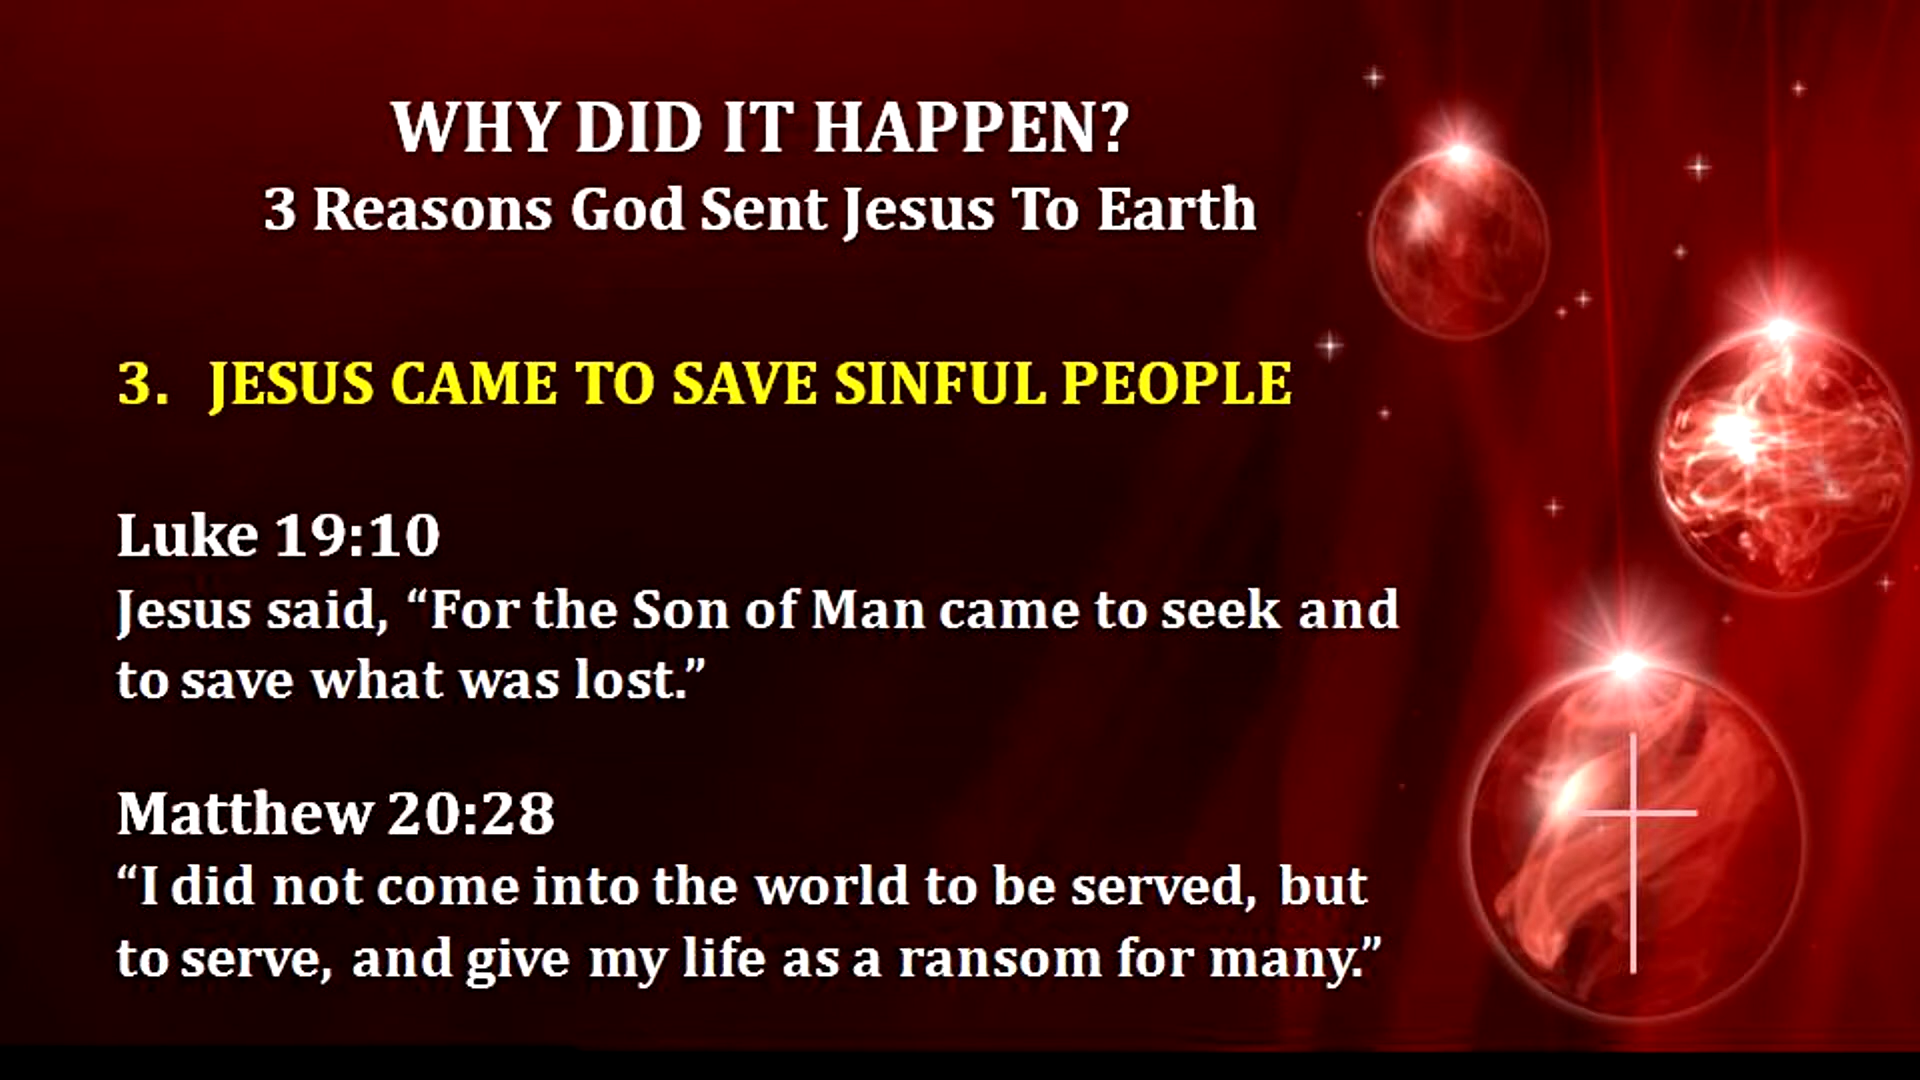 WHY DID IT HAPPEN?
3 Reasons God Sent Jesus To Earth
3. JESUS CAME TO SAVE SINFUL PEOPLE
Luke 19:10
Jesus said, “For the Son of Man came to seek and
to save what was lost.”
Matthew 20:28
“I did not come into the world to be served, but
to serve, and give my life as a ransom for many.”